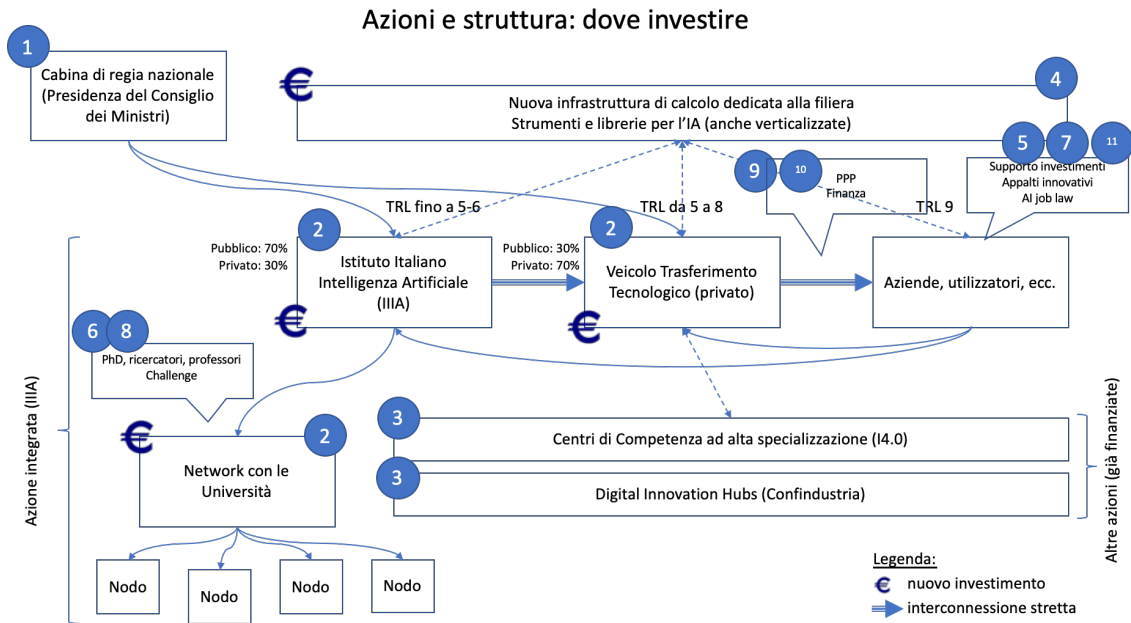 Azioni e struttura: dove investire
1
Cabina di regia nazionale
(Presidenza del Consiglio
dei Ministri)
€
4
Nuova infrastruttura di calcolo dedicata alla filiera
Strumenti e librerie per l'IA (anche verticalizzate)
5
7
11
Supporto investimenti
Appalti innovativi
AI job law
9
10
PPP
Finanza
TRL fino a 5-6
TRL da 5 a 8
TRL 9
2
Pubblico: 70%
Privato: 30%
Istituto Italiano
Intelligenza Artificiale
(IIIA)
€
Pubblico: 30%
Privato: 70%
2
Veicolo Trasferimento
Tecnologico (privato)
€
Aziende, utilizzatori, ecc.
6
8
PhD, ricercatori, professori
Challenge
Azione integrata (IIIA)
€
2
Network con le
Università
Nodo
Nodo
Nodo
Nodo
3
Centri di Competenza ad alta specializzazione (I4.0)
3
Digital Innovation Hubs (Confindustria)
Altre azioni (già finanziate)
Legenda:
€ nuovo investimento
interconnessione stretta